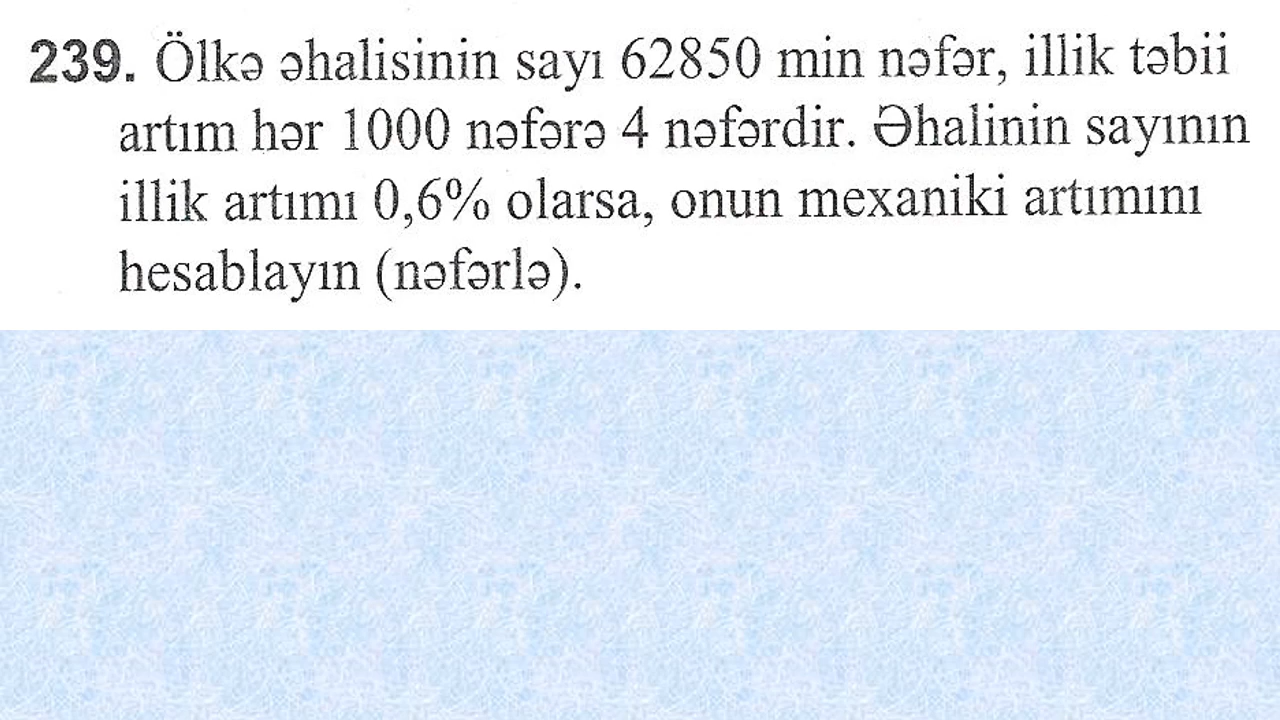 239. Ölkə əhalisinin sayı 62850 min nəfər, illik təbii
artım hər 1000 nəfərə 4 nəfərdir. Əhalinin sayının
illik artımı 0,6% olarsa, onun mexaniki artımını
hesablayın (nəfərlə).